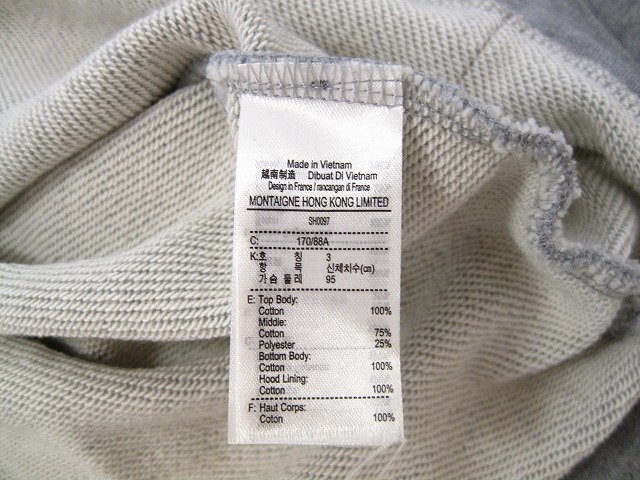 Made in Vietnam
越南制造 Dibuat Di Vietnam
Design in France / rancangan di France
MONTAIGNE HONG KONG LIMITED
SH0097
C: 170/88A
K: 호 칭 3
항 목 신체치수(cm)
가슴 둘레 95
E: Top Body:
Cotton 100%
Middle:
Cotton 75%
Polyester 25%
Bottom Body:
Cotton 100%
Hood Lining:
Cotton 100%
F: Haut Corps:
Coton 100%